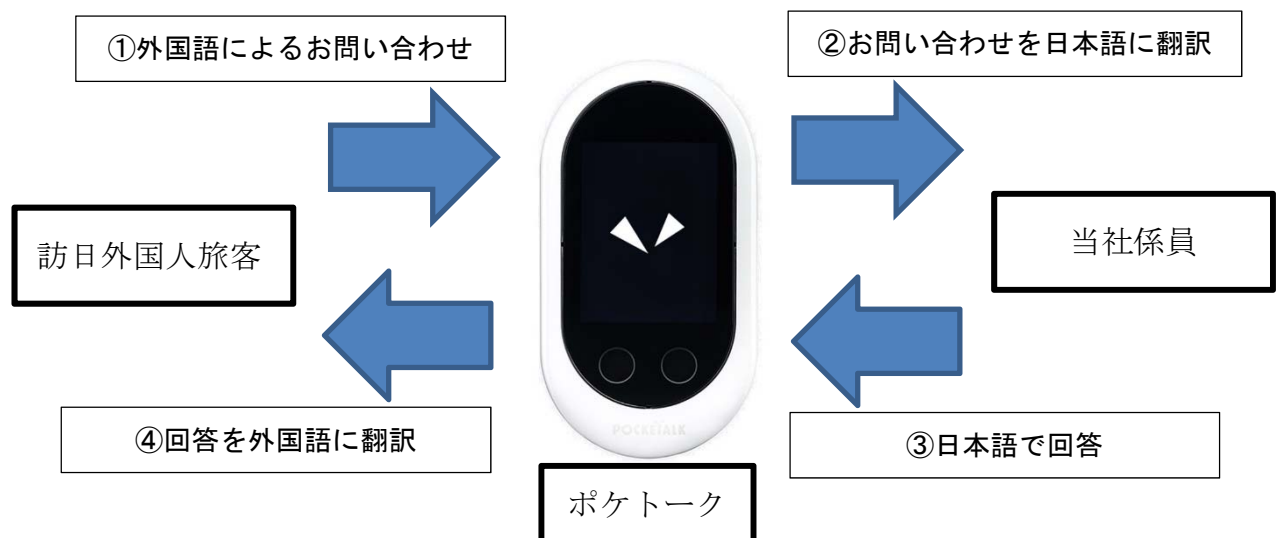 ①外国語によるお問い合わせ
②お問い合わせを日本語に翻訳
訪日外国人旅客
当社係員
④回答を外国語に翻訳
POCKETALK
③日本語で回答
ポケトーク